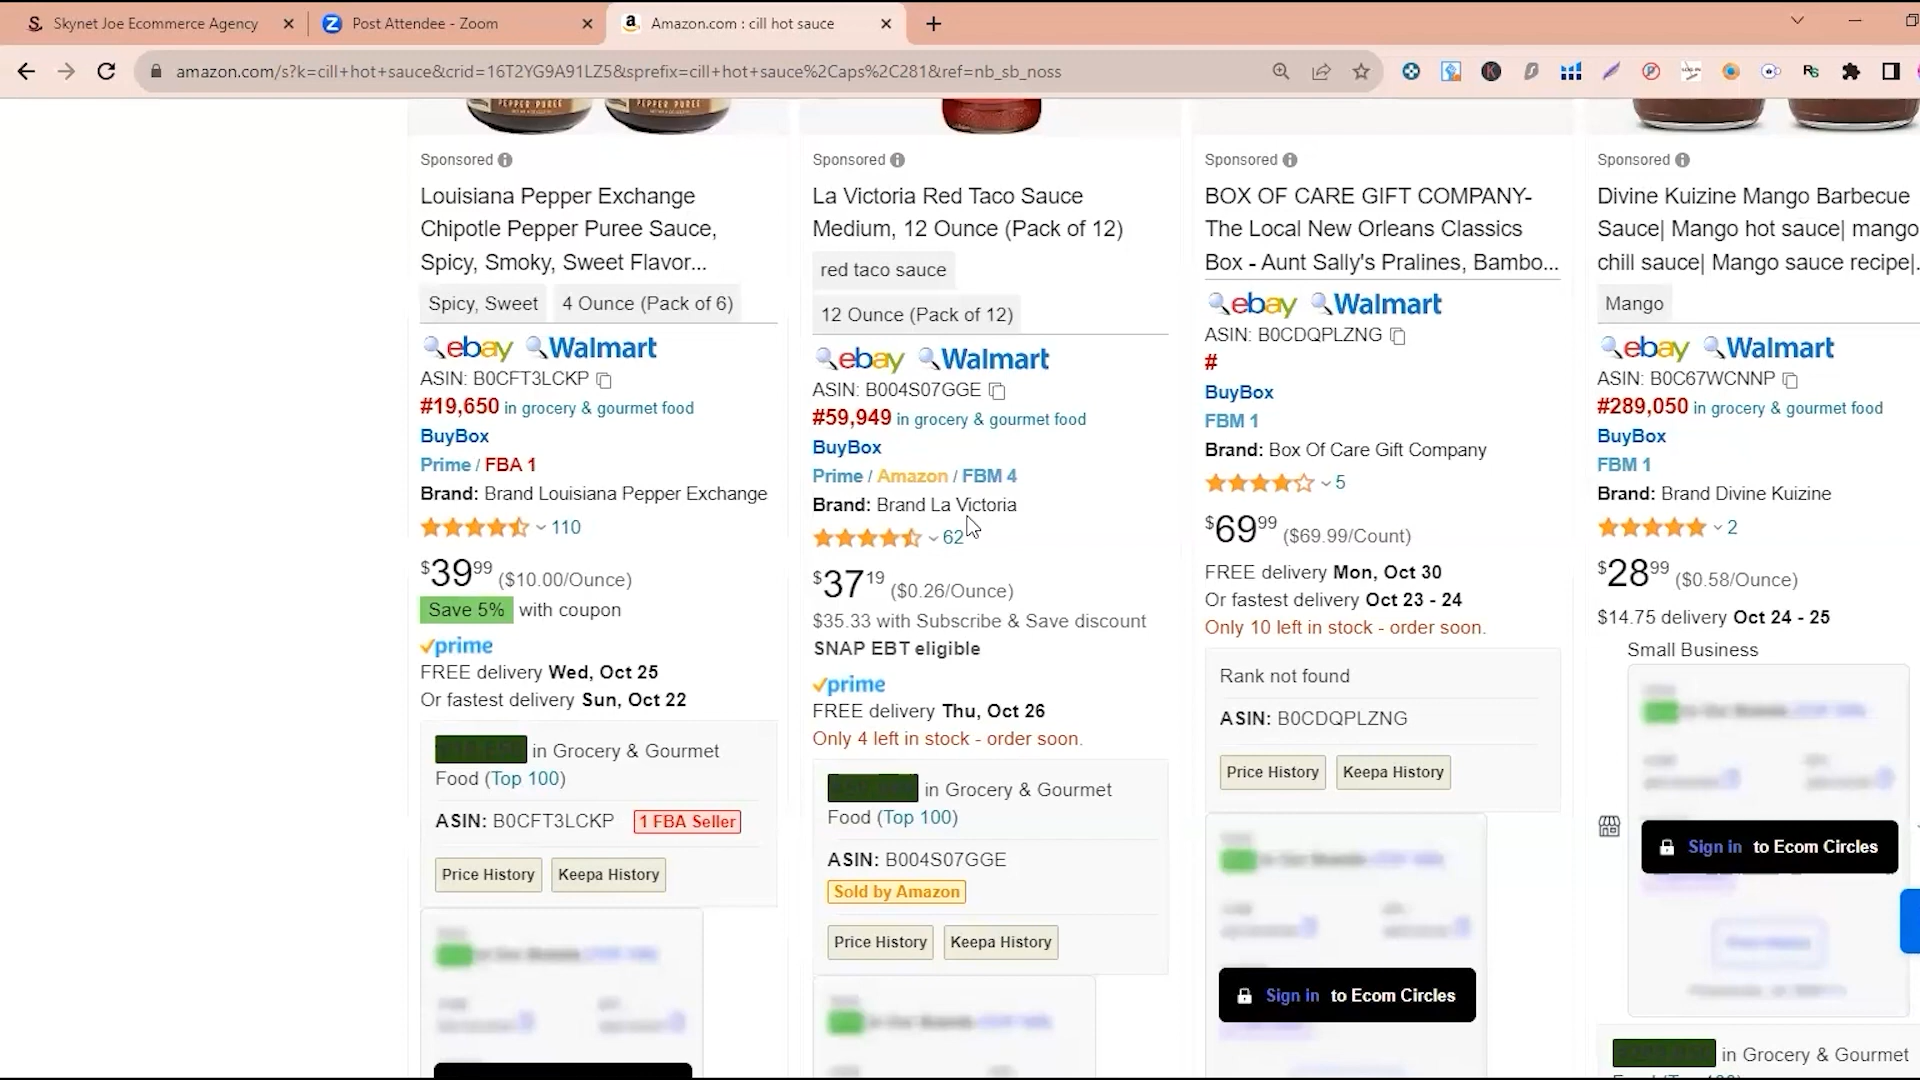 Skynet Joe Ecommerce Agency
Post Attendee - Zoom
Amazon.com : cill hot sauce
amazon.com/s?k=cill+hot+sauce&crid=16T2YG9A91LZ5&sprefix=cill+hot+sauce%2Caps%2C281&ref=nb_sb_noss
PEPPER PUREE
PEPPER PUREE
Sponsored
Louisiana Pepper Exchange
Chipotle Pepper Puree Sauce,
Spicy, Smoky, Sweet Flavor...
Spicy, Sweet
4 Ounce (Pack of 6)
ebay Walmart
ASIN: B0CFT3LCKP
#19,650 in grocery & gourmet food
BuyBox
Prime / FBA 1
Brand: Brand Louisiana Pepper Exchange
110
$39.99 ($10.00/Ounce)
Save 5% with coupon
prime
FREE delivery Wed, Oct 25
Or fastest delivery Sun, Oct 22
in Grocery & Gourmet
Food (Top 100)
ASIN: B0CFT3LCKP 1 FBA Seller
Price History
Keepa History
Sponsored
La Victoria Red Taco Sauce
Medium, 12 Ounce (Pack of 12)
red taco sauce
12 Ounce (Pack of 12)
ebay Walmart
ASIN: B004S07GGE
#59,949 in grocery & gourmet food
BuyBox
Prime / Amazon / FBM 4
Brand: Brand La Victoria
62
$37.19 ($0.26/Ounce)
$35.33 with Subscribe & Save discount
SNAP EBT eligible
prime
FREE delivery Thu, Oct 26
Only 4 left in stock - order soon.
in Grocery & Gourmet
Food (Top 100)
ASIN: B004S07GGE
Sold by Amazon
Price History
Keepa History
Sponsored
BOX OF CARE GIFT COMPANY-
The Local New Orleans Classics
Box - Aunt Sally's Pralines, Bambo...
ebay Walmart
ASIN: B0CDQPLZNG
#
BuyBox
FBM 1
Brand: Box Of Care Gift Company
5
$69.99 ($69.99/Count)
FREE delivery Mon, Oct 30
Or fastest delivery Oct 23 - 24
Only 10 left in stock - order soon.
Rank not found
ASIN: B0CDQPLZNG
Price History
Keepa History
Sign in to Ecom Circles
Sponsored
Divine Kuizine Mango Barbecue
Sauce| Mango hot sauce| mango
chill sauce| Mango sauce recipe|.
Mango
ebay Walmart
ASIN: B0C67WCNNP
#289,050 in grocery & gourmet food
BuyBox
FBM 1
Brand: Brand Divine Kuizine
2
$28.99 ($0.58/Ounce)
$14.75 delivery Oct 24 - 25
Small Business
Sign in to Ecom Circles
in Grocery & Gourmet